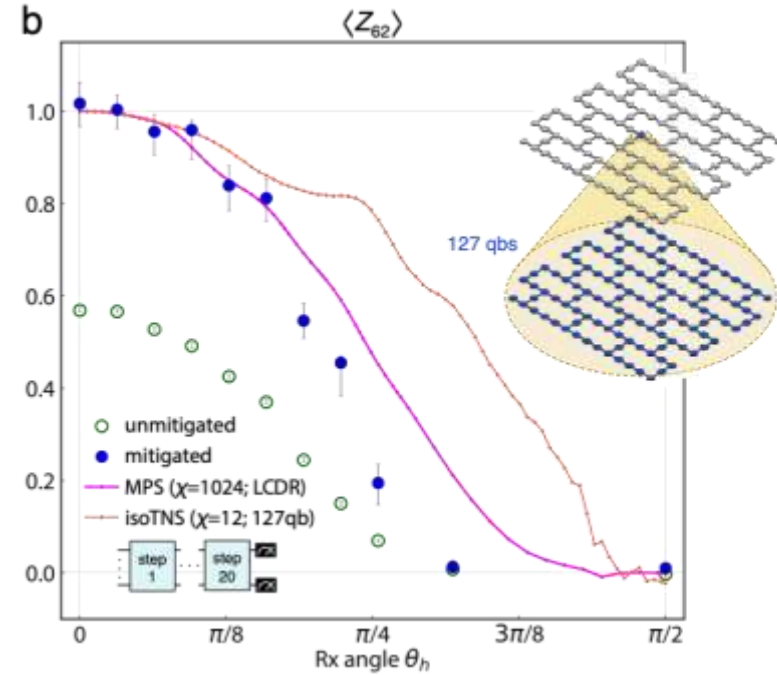 b
⟨Z₆₂⟩
1.0
0.8
0.6
0.4
0.2
0.0
127 qbs
unmitigated
mitigated
MPS (χ=1024; LCDR)
isoTNS (χ=12; 127qb)
step 1
...
step 20
0
π/8
π/4
3π/8
π/2
Rx angle θₕ